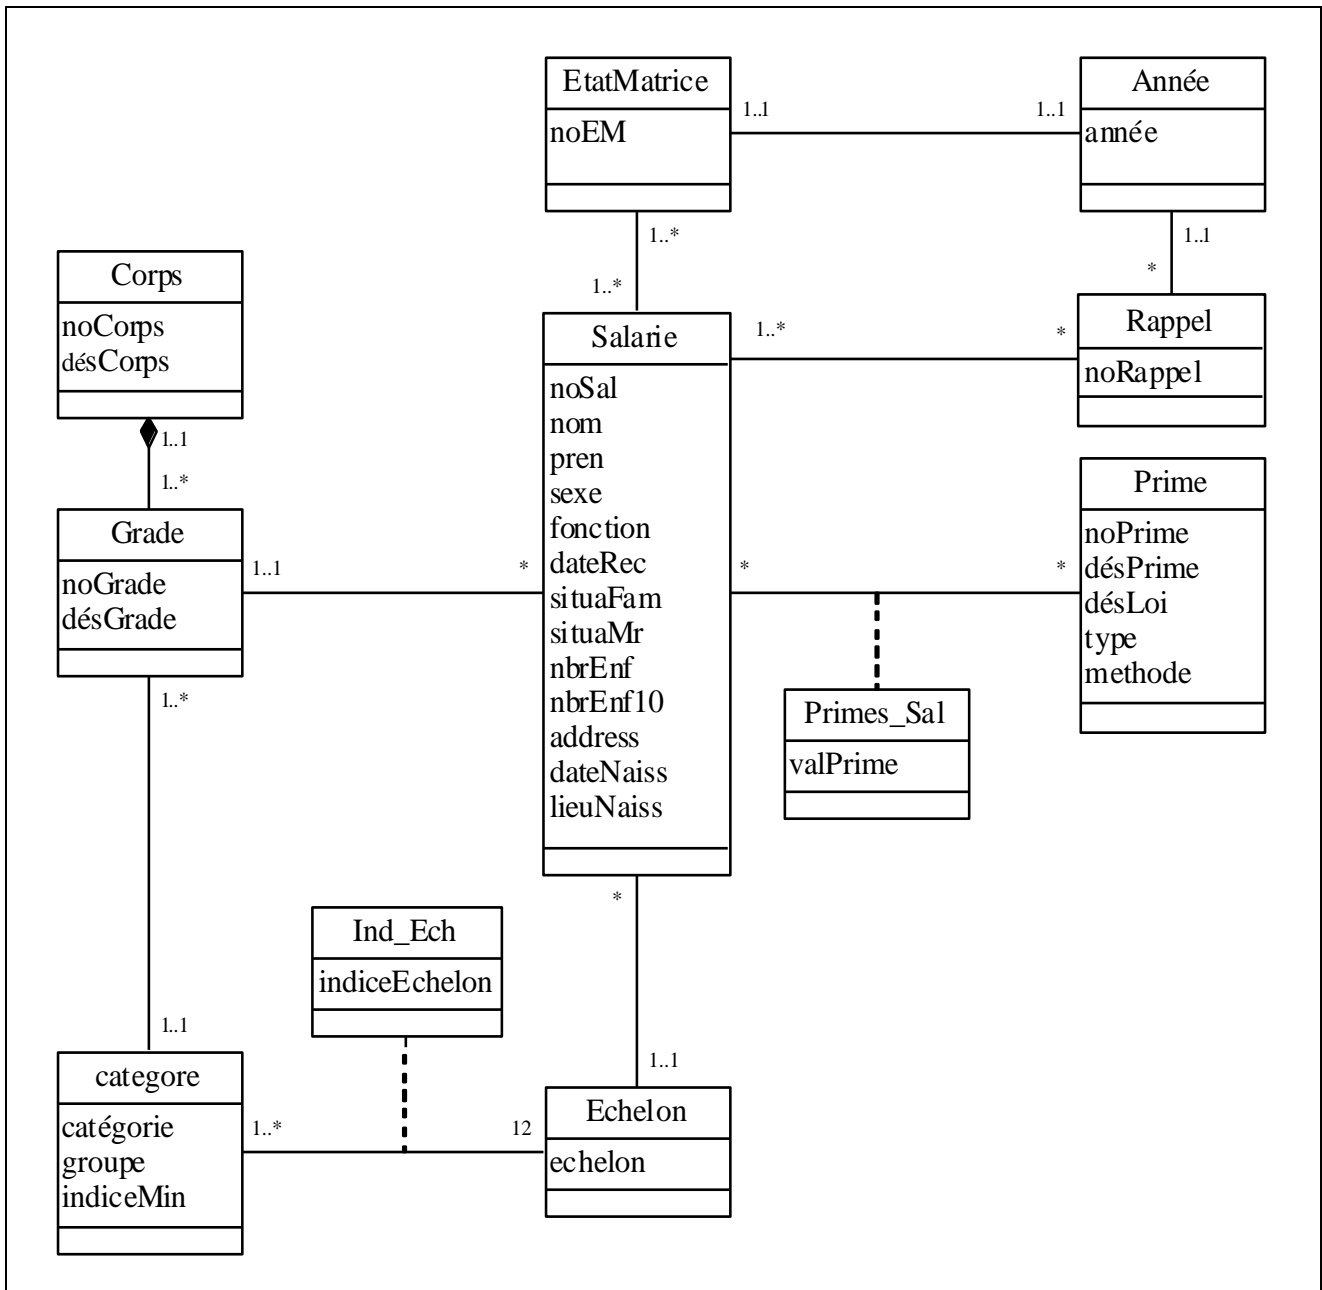 EtatMatrice
noEM
1..1
1..1
Année
année
1..*
1..*
1..1
*
Corps
noCorps
désCorps
1..1
1..*
Salarie
noSal
nom
pren
sexe
fonction
dateRec
situaFam
situaMr
nbrEnf
nbrEnf10
address
dateNaiss
lieuNaiss
1..*
*
Rappel
noRappel
Grade
noGrade
désGrade
1..1
*
*
*
Prime
noPrime
désPrime
désLoi
type
methode
Primes_Sal
valPrime
1..*
1..1
*
1..1
Ind_Ech
indiceEchelon
categore
catégorie
groupe
indiceMin
1..*
12
Echelon
echelon